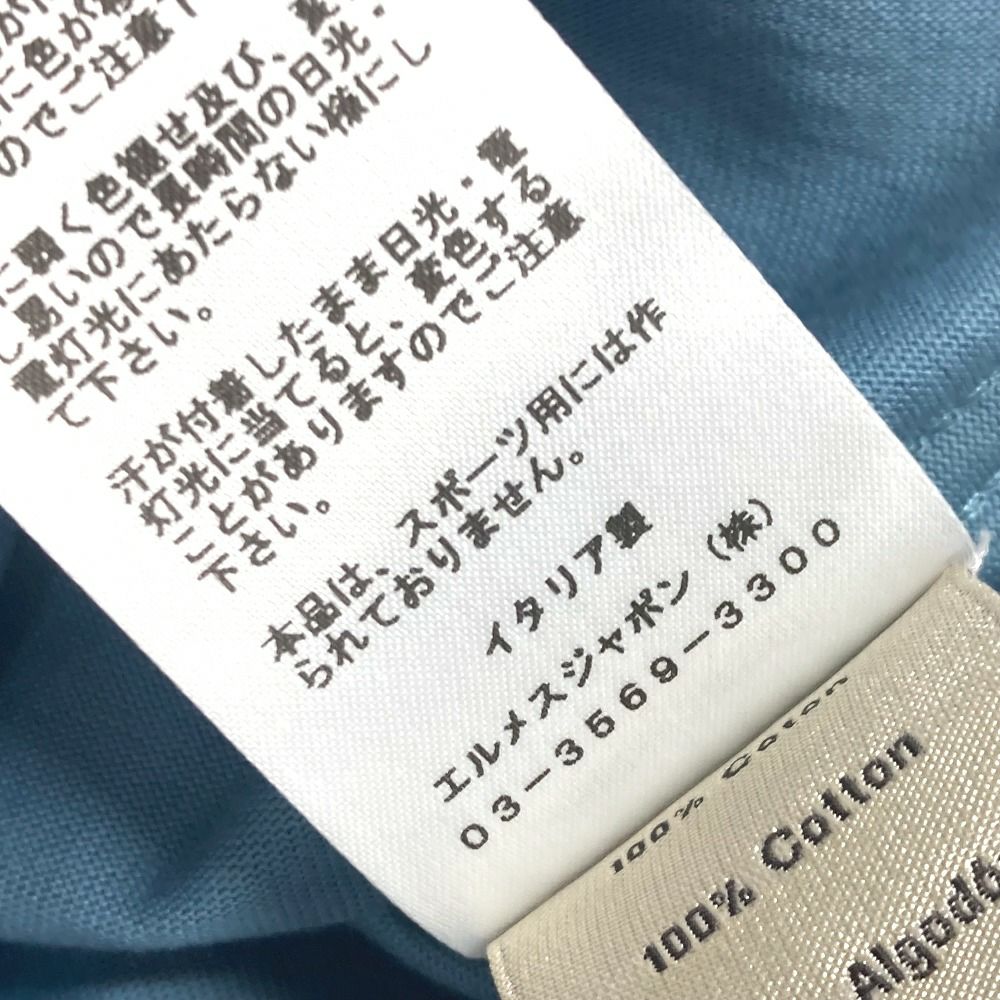 に色が
のでご注意下
に弱く色褪せ及び、変
し易いので長時間の日光・
電灯光にあたらない様にし
て下さい。
汗が付着したまま日光・電
灯光に当てると、変色する
ことがありますのでご注意
下さい。
本品は、スポーツ用には作
られておりません。
イタリア製
エルメスジャポン(株)
03-3569-3300
100% Cotton
100% Cotton
Algodó